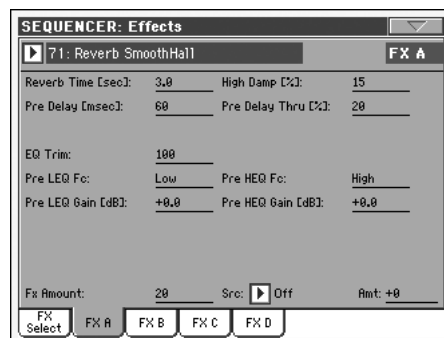 SEQUENCER: Effects
71: Reverb SmoothHall FX A
Reverb Time [sec]: 3.0 High Damp [%]: 15
Pre Delay [msec]: 60 Pre Delay Thru [%]: 20
EQ Trim: 100
Pre LEQ Fc: Low Pre HEQ Fc: High
Pre LEQ Gain [dB]: +0.0 Pre HEQ Gain [dB]: +0.0
Fx Amount: 20 Src: Off Amt: +0
FX Select FX A FX B FX C FX D